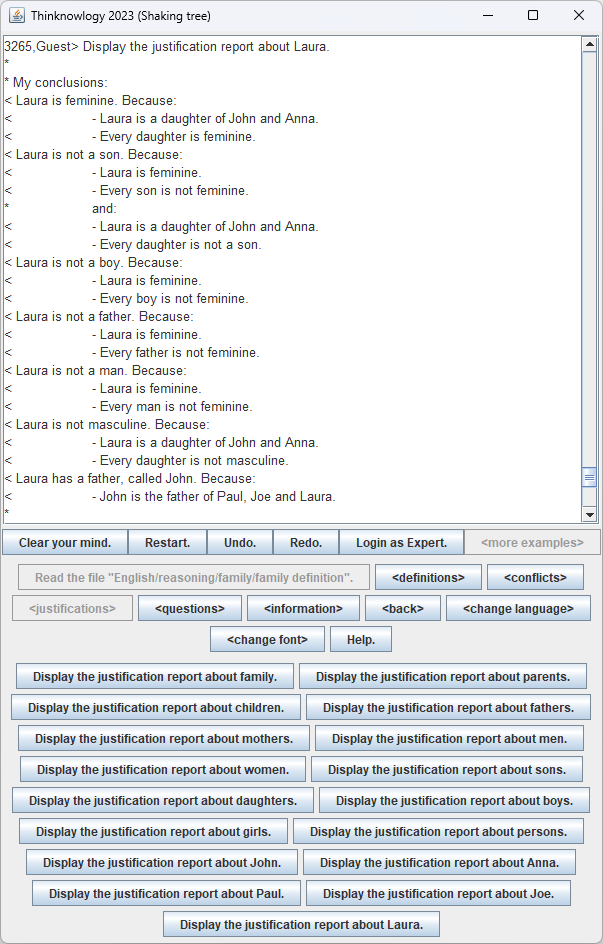 Thinknowlogy 2023 (Shaking tree)
3265,Guest> Display the justification report about Laura.
*
* My conclusions:
< Laura is feminine. Because:
< - Laura is a daughter of John and Anna.
< - Every daughter is feminine.
< Laura is not a son. Because:
< - Laura is feminine.
< - Every son is not feminine.
* and:
< - Laura is a daughter of John and Anna.
< - Every daughter is not a son.
< Laura is not a boy. Because:
< - Laura is feminine.
< - Every boy is not feminine.
< Laura is not a father. Because:
< - Laura is feminine.
< - Every father is not feminine.
< Laura is not a man. Because:
< - Laura is feminine.
< - Every man is not feminine.
< Laura is not masculine. Because:
< - Laura is a daughter of John and Anna.
< - Every daughter is not masculine.
< Laura has a father, called John. Because:
< - John is the father of Paul, Joe and Laura.
*
Clear your mind. Restart. Undo. Redo. Login as Expert. <more examples>
Read the file "English/reasoning/family/family definition". <definitions> <conflicts>
<justifications> <questions> <information> <back> <change language>
<change font> Help.
Display the justification report about family. Display the justification report about parents.
Display the justification report about children. Display the justification report about fathers.
Display the justification report about mothers. Display the justification report about men.
Display the justification report about women. Display the justification report about sons.
Display the justification report about daughters. Display the justification report about boys.
Display the justification report about girls. Display the justification report about persons.
Display the justification report about John. Display the justification report about Anna.
Display the justification report about Paul. Display the justification report about Joe.
Display the justification report about Laura.